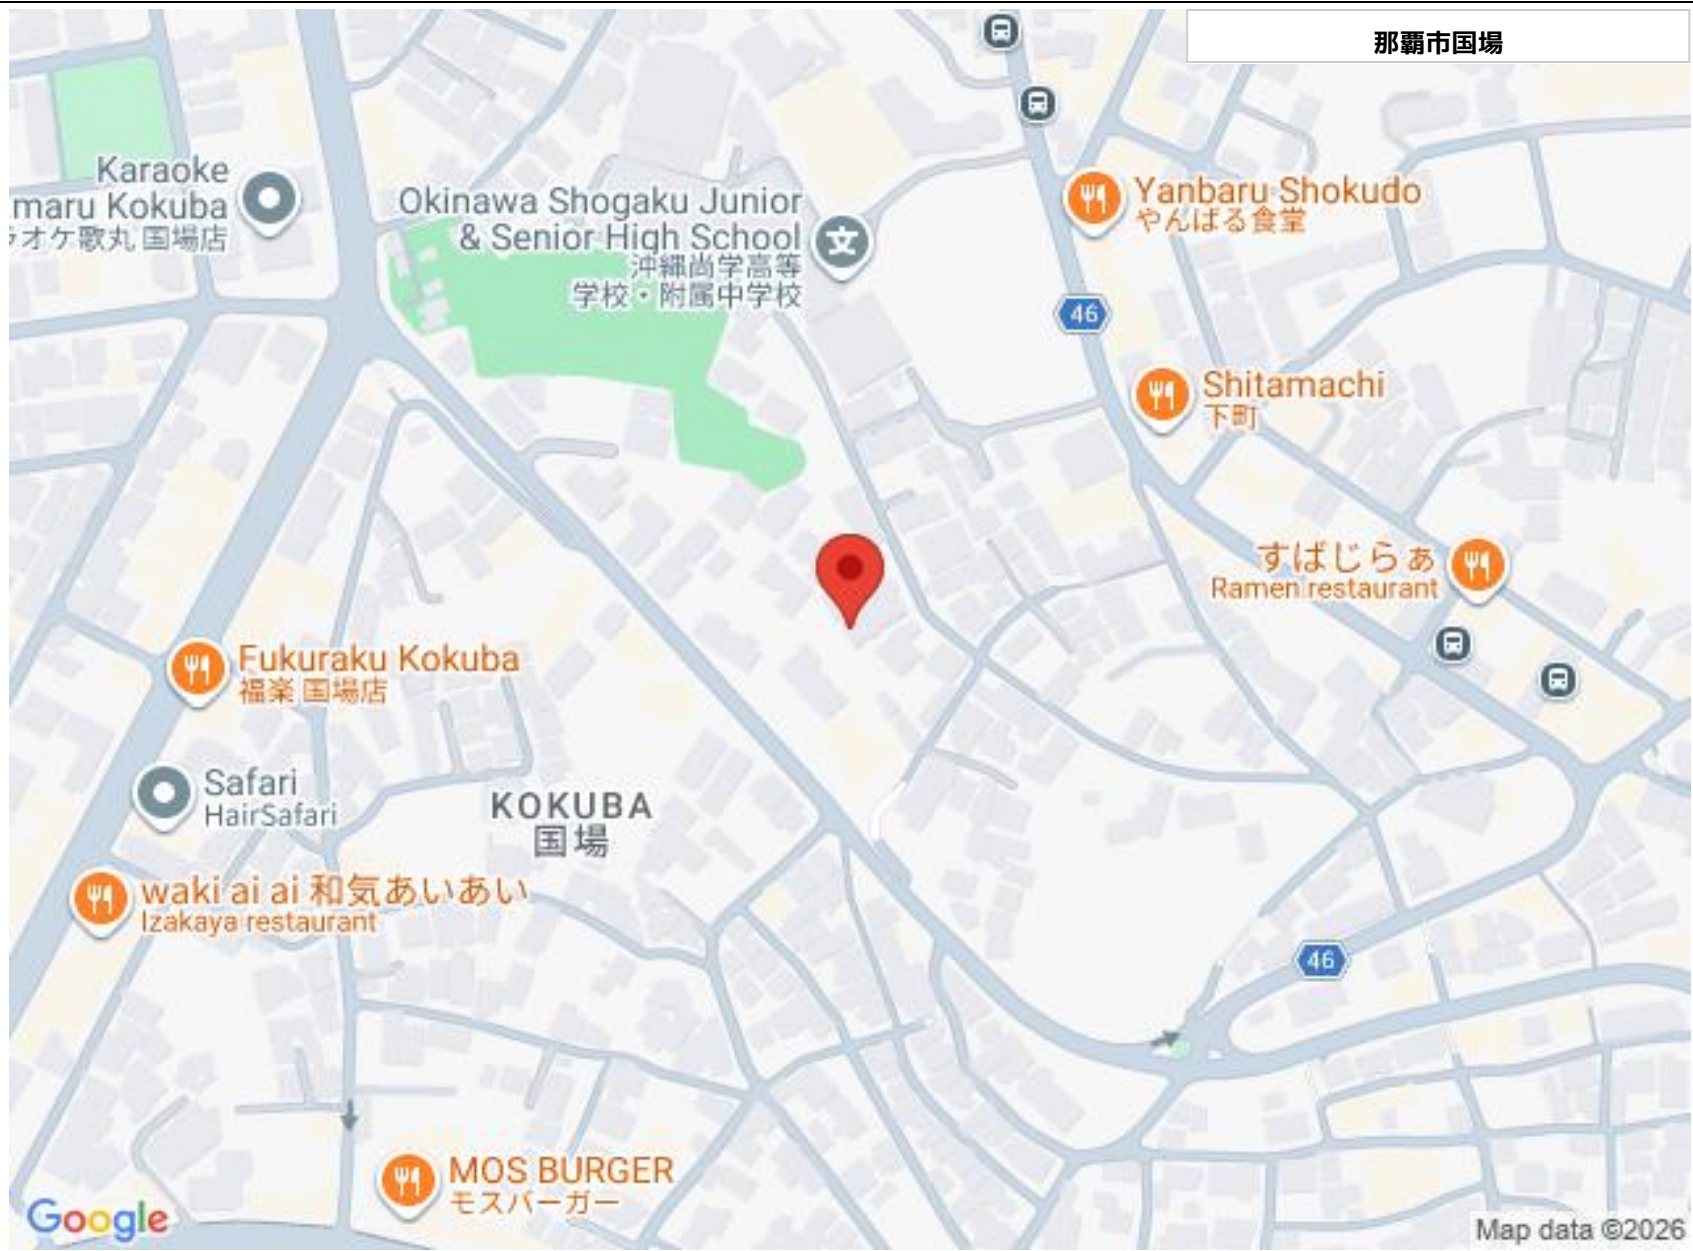 那覇市国場
Karaoke
maru Kokuba
オケ歌丸 国場店
Okinawa Shogaku Junior
& Senior High School
沖縄尚学高等
学校・附属中学校
Yanbaru Shokudo
やんばる食堂
46
Shitamachi
下町
すばじらぁ
Ramen restaurant
Fukuraku Kokuba
福楽 国場店
Safari
HairSafari
KOKUBA
国場
waki ai ai 和気あいあい
Izakaya restaurant
46
MOS BURGER
モスバーガー
Google
Map data ©2026
文